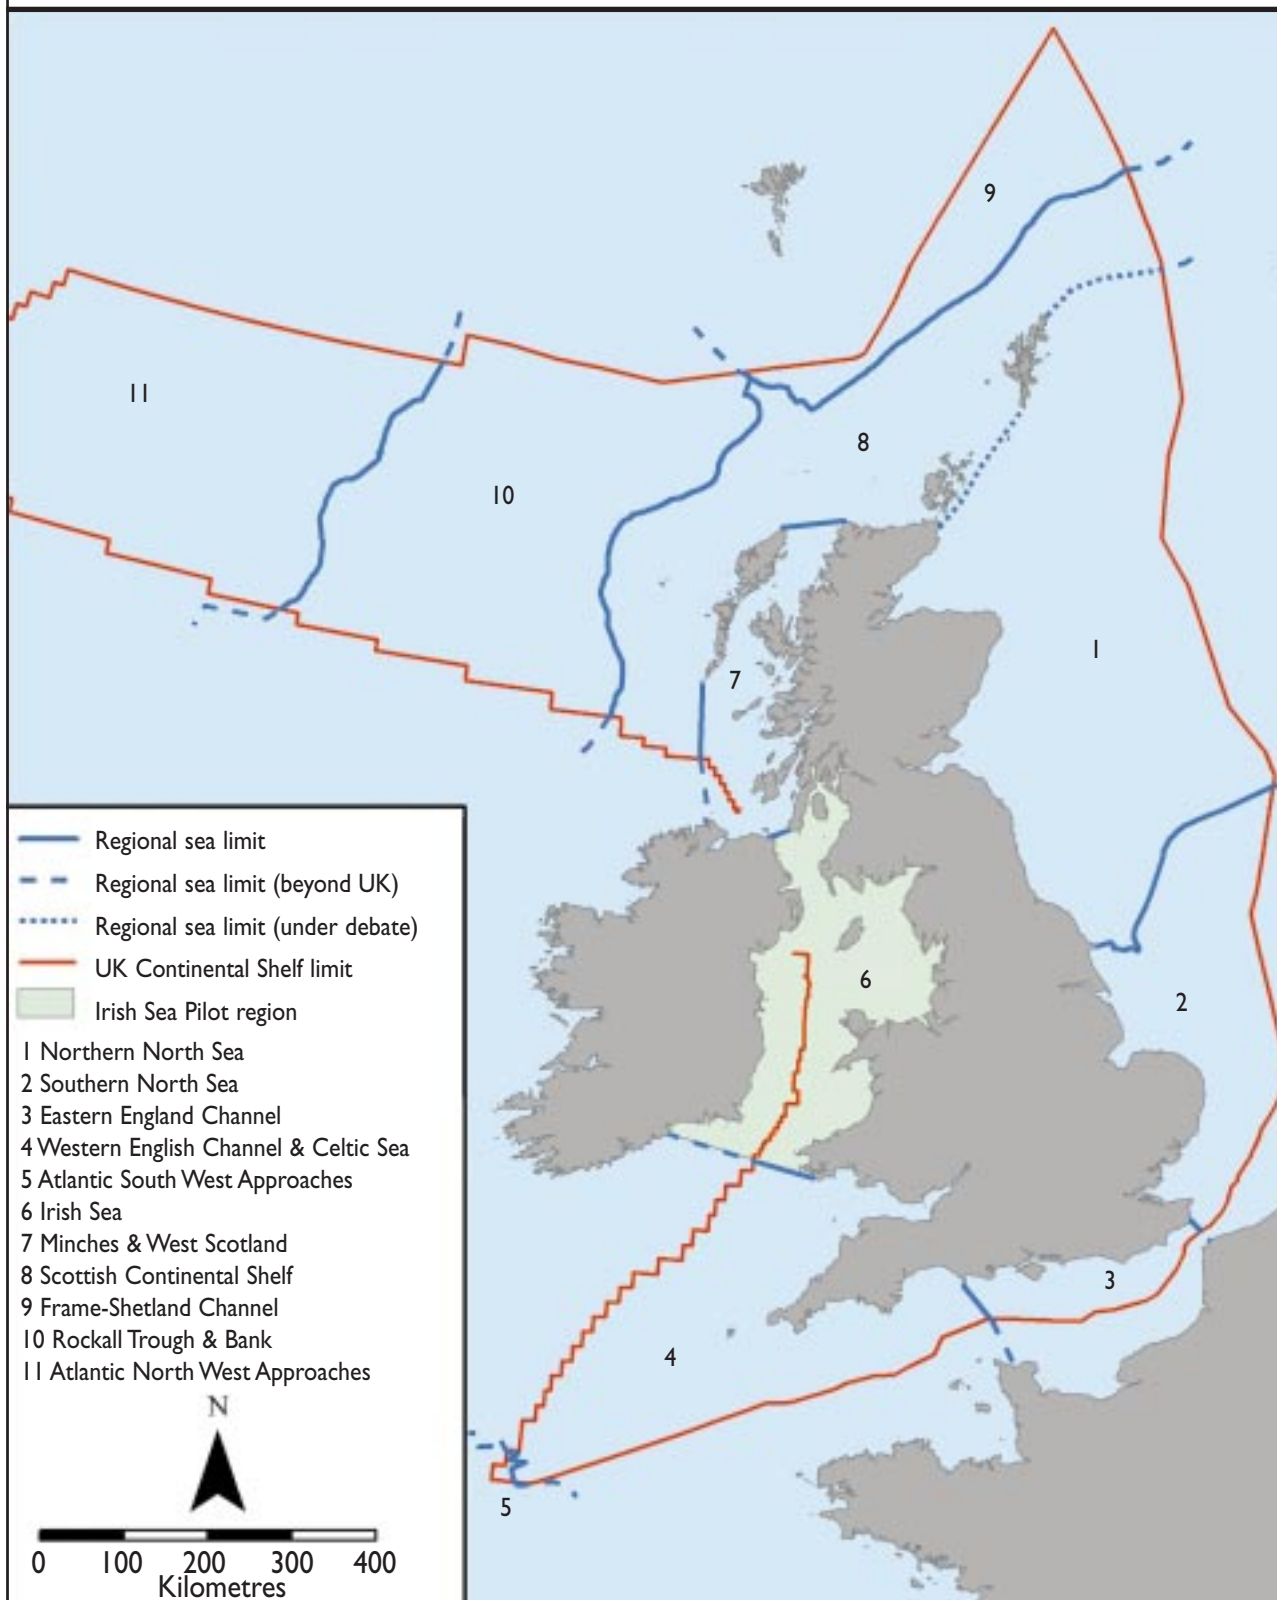 9
11
8
10
1
7
6
2
3
4
5
Regional sea limit
Regional sea limit (beyond UK)
Regional sea limit (under debate)
UK Continental Shelf limit
Irish Sea Pilot region
1 Northern North Sea
2 Southern North Sea
3 Eastern England Channel
4 Western English Channel & Celtic Sea
5 Atlantic South West Approaches
6 Irish Sea
7 Minches & West Scotland
8 Scottish Continental Shelf
9 Frame-Shetland Channel
10 Rockall Trough & Bank
11 Atlantic North West Approaches
N
0 100 200 300 400
Kilometres